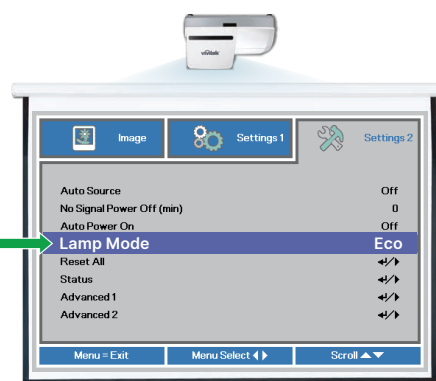 vivitek
Image Settings 1 Settings 2
Auto Source Off
No Signal Power Off (min) 0
Auto Power On Off
Lamp Mode Eco
Reset All
Status
Advanced 1
Advanced 2
Menu = Exit Menu Select ◀▶ Scroll ▲▼